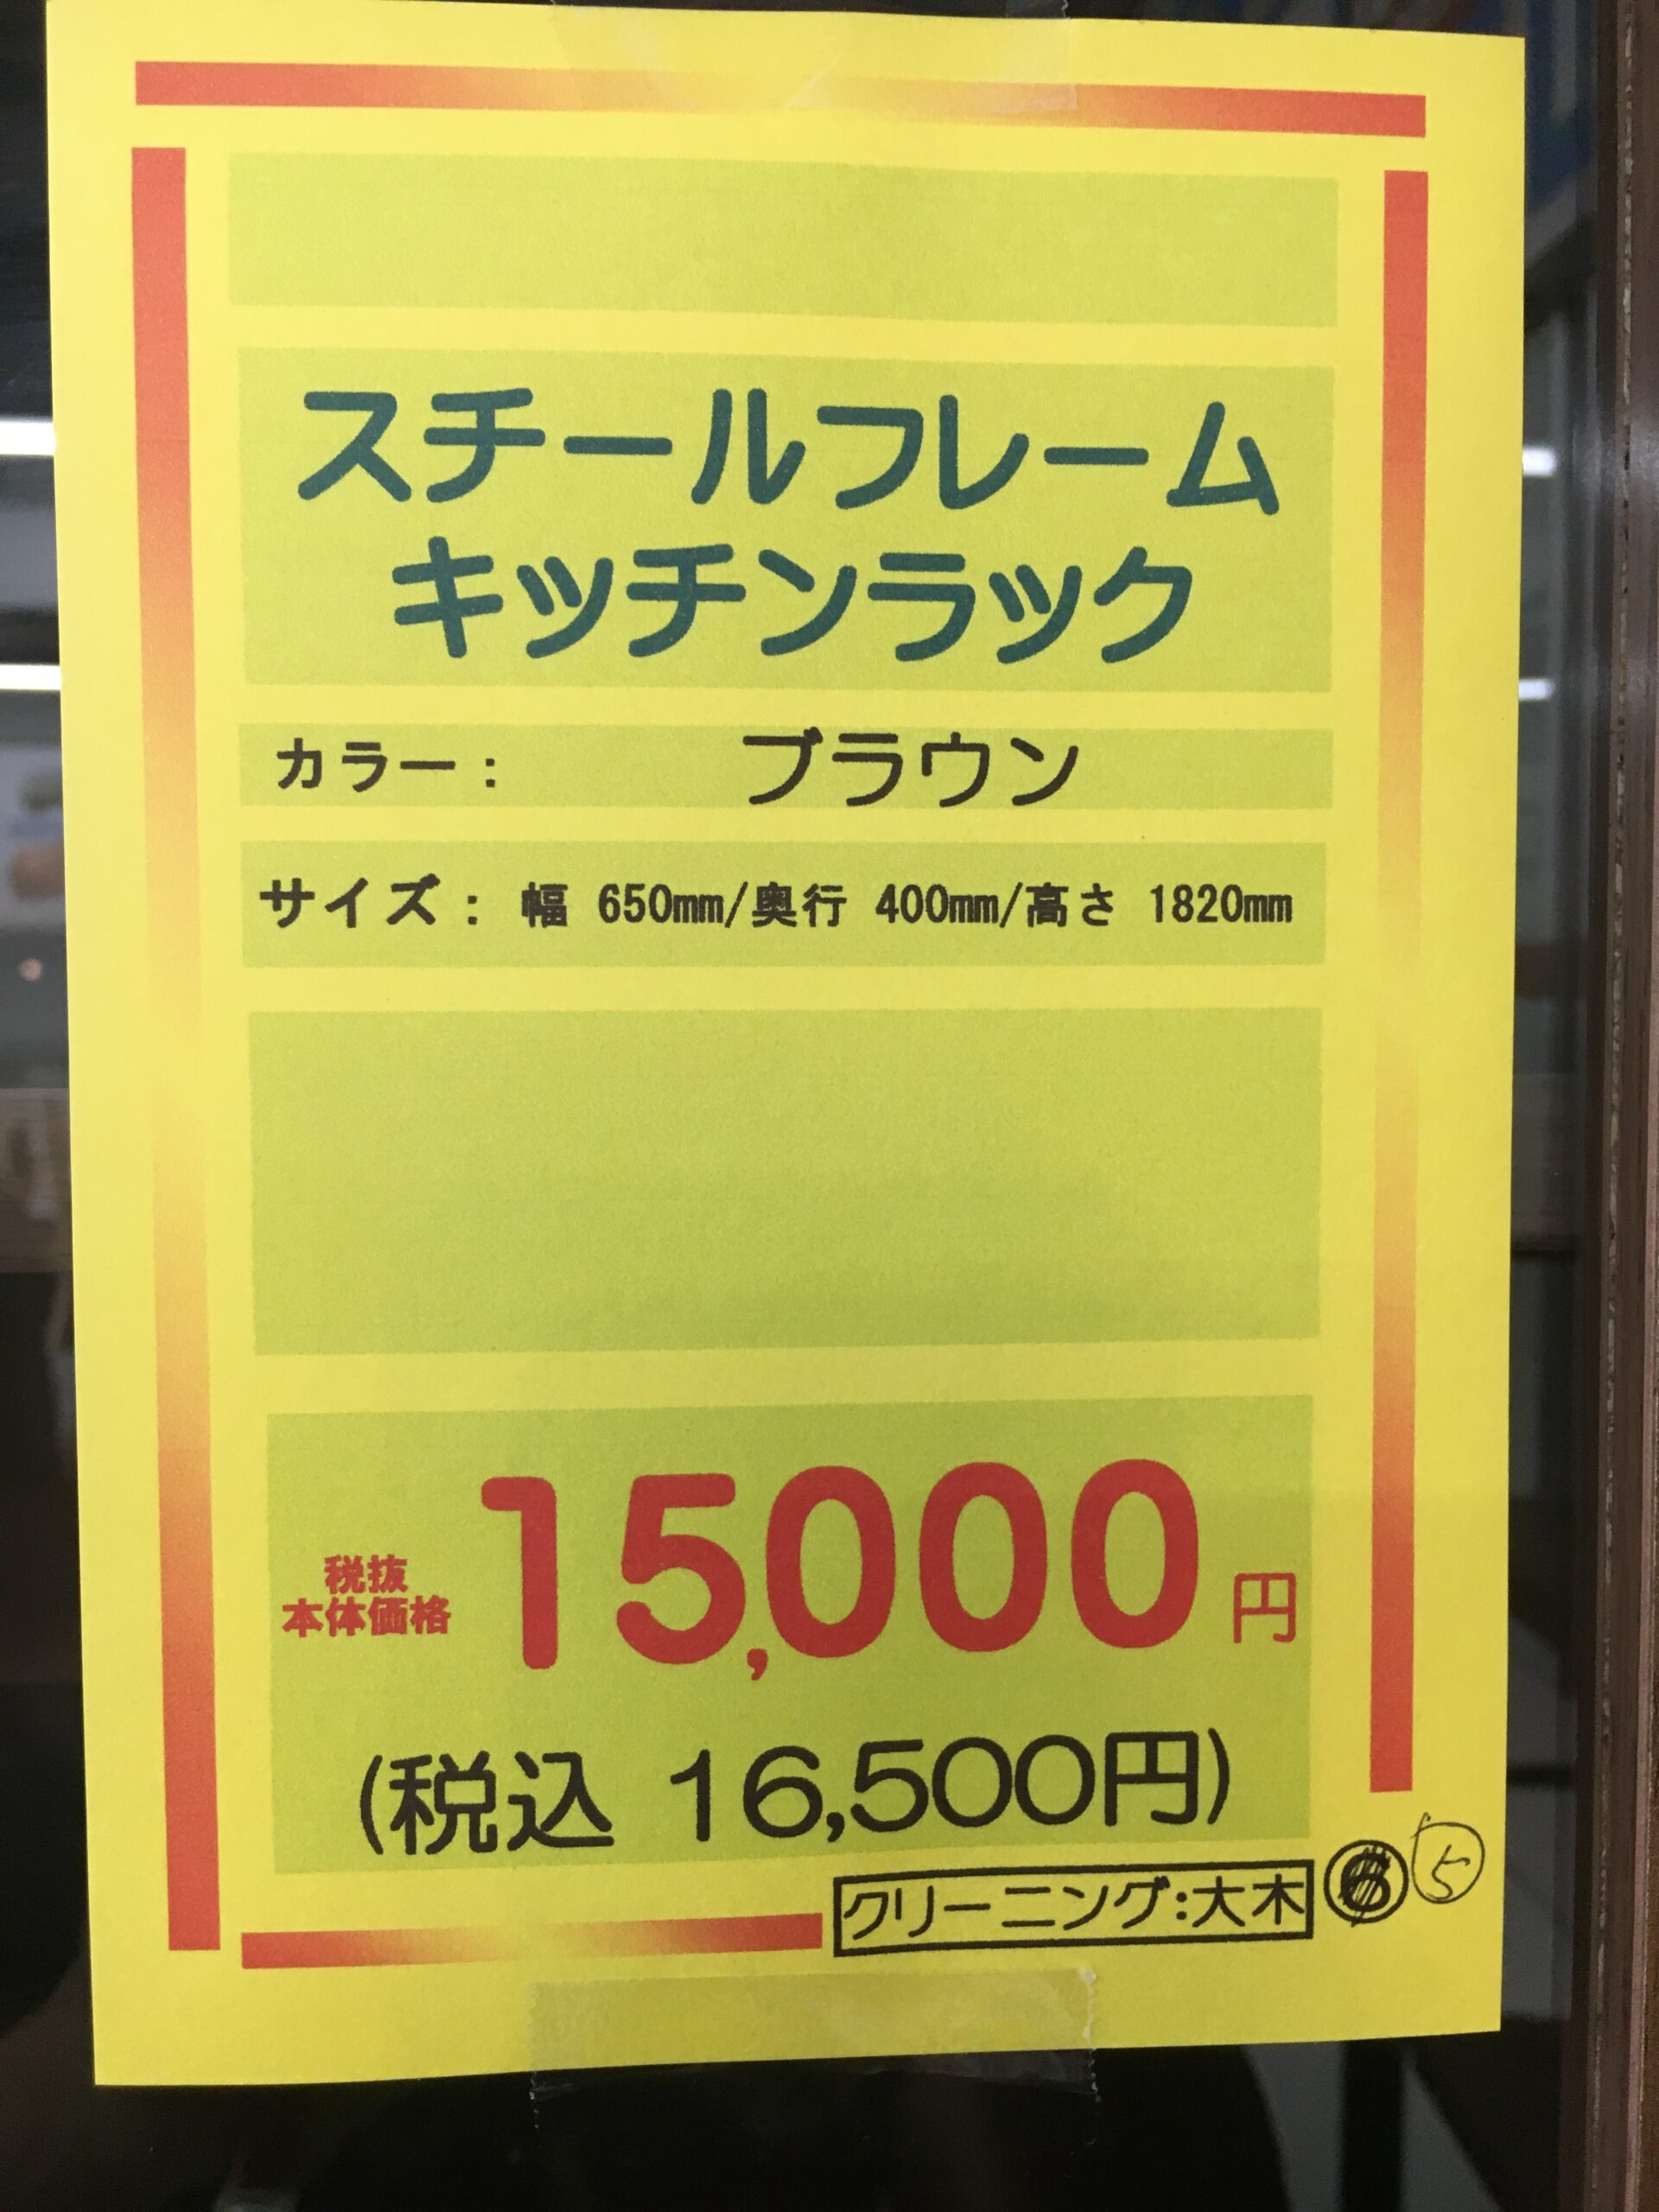 スチールフレーム
キッチンラック
カラー： ブラウン
サイズ： 幅 650mm/奥行 400mm/高さ 1820mm
税抜
本体価格
15,000円
(税込 16,500円)
クリーニング:大木
5